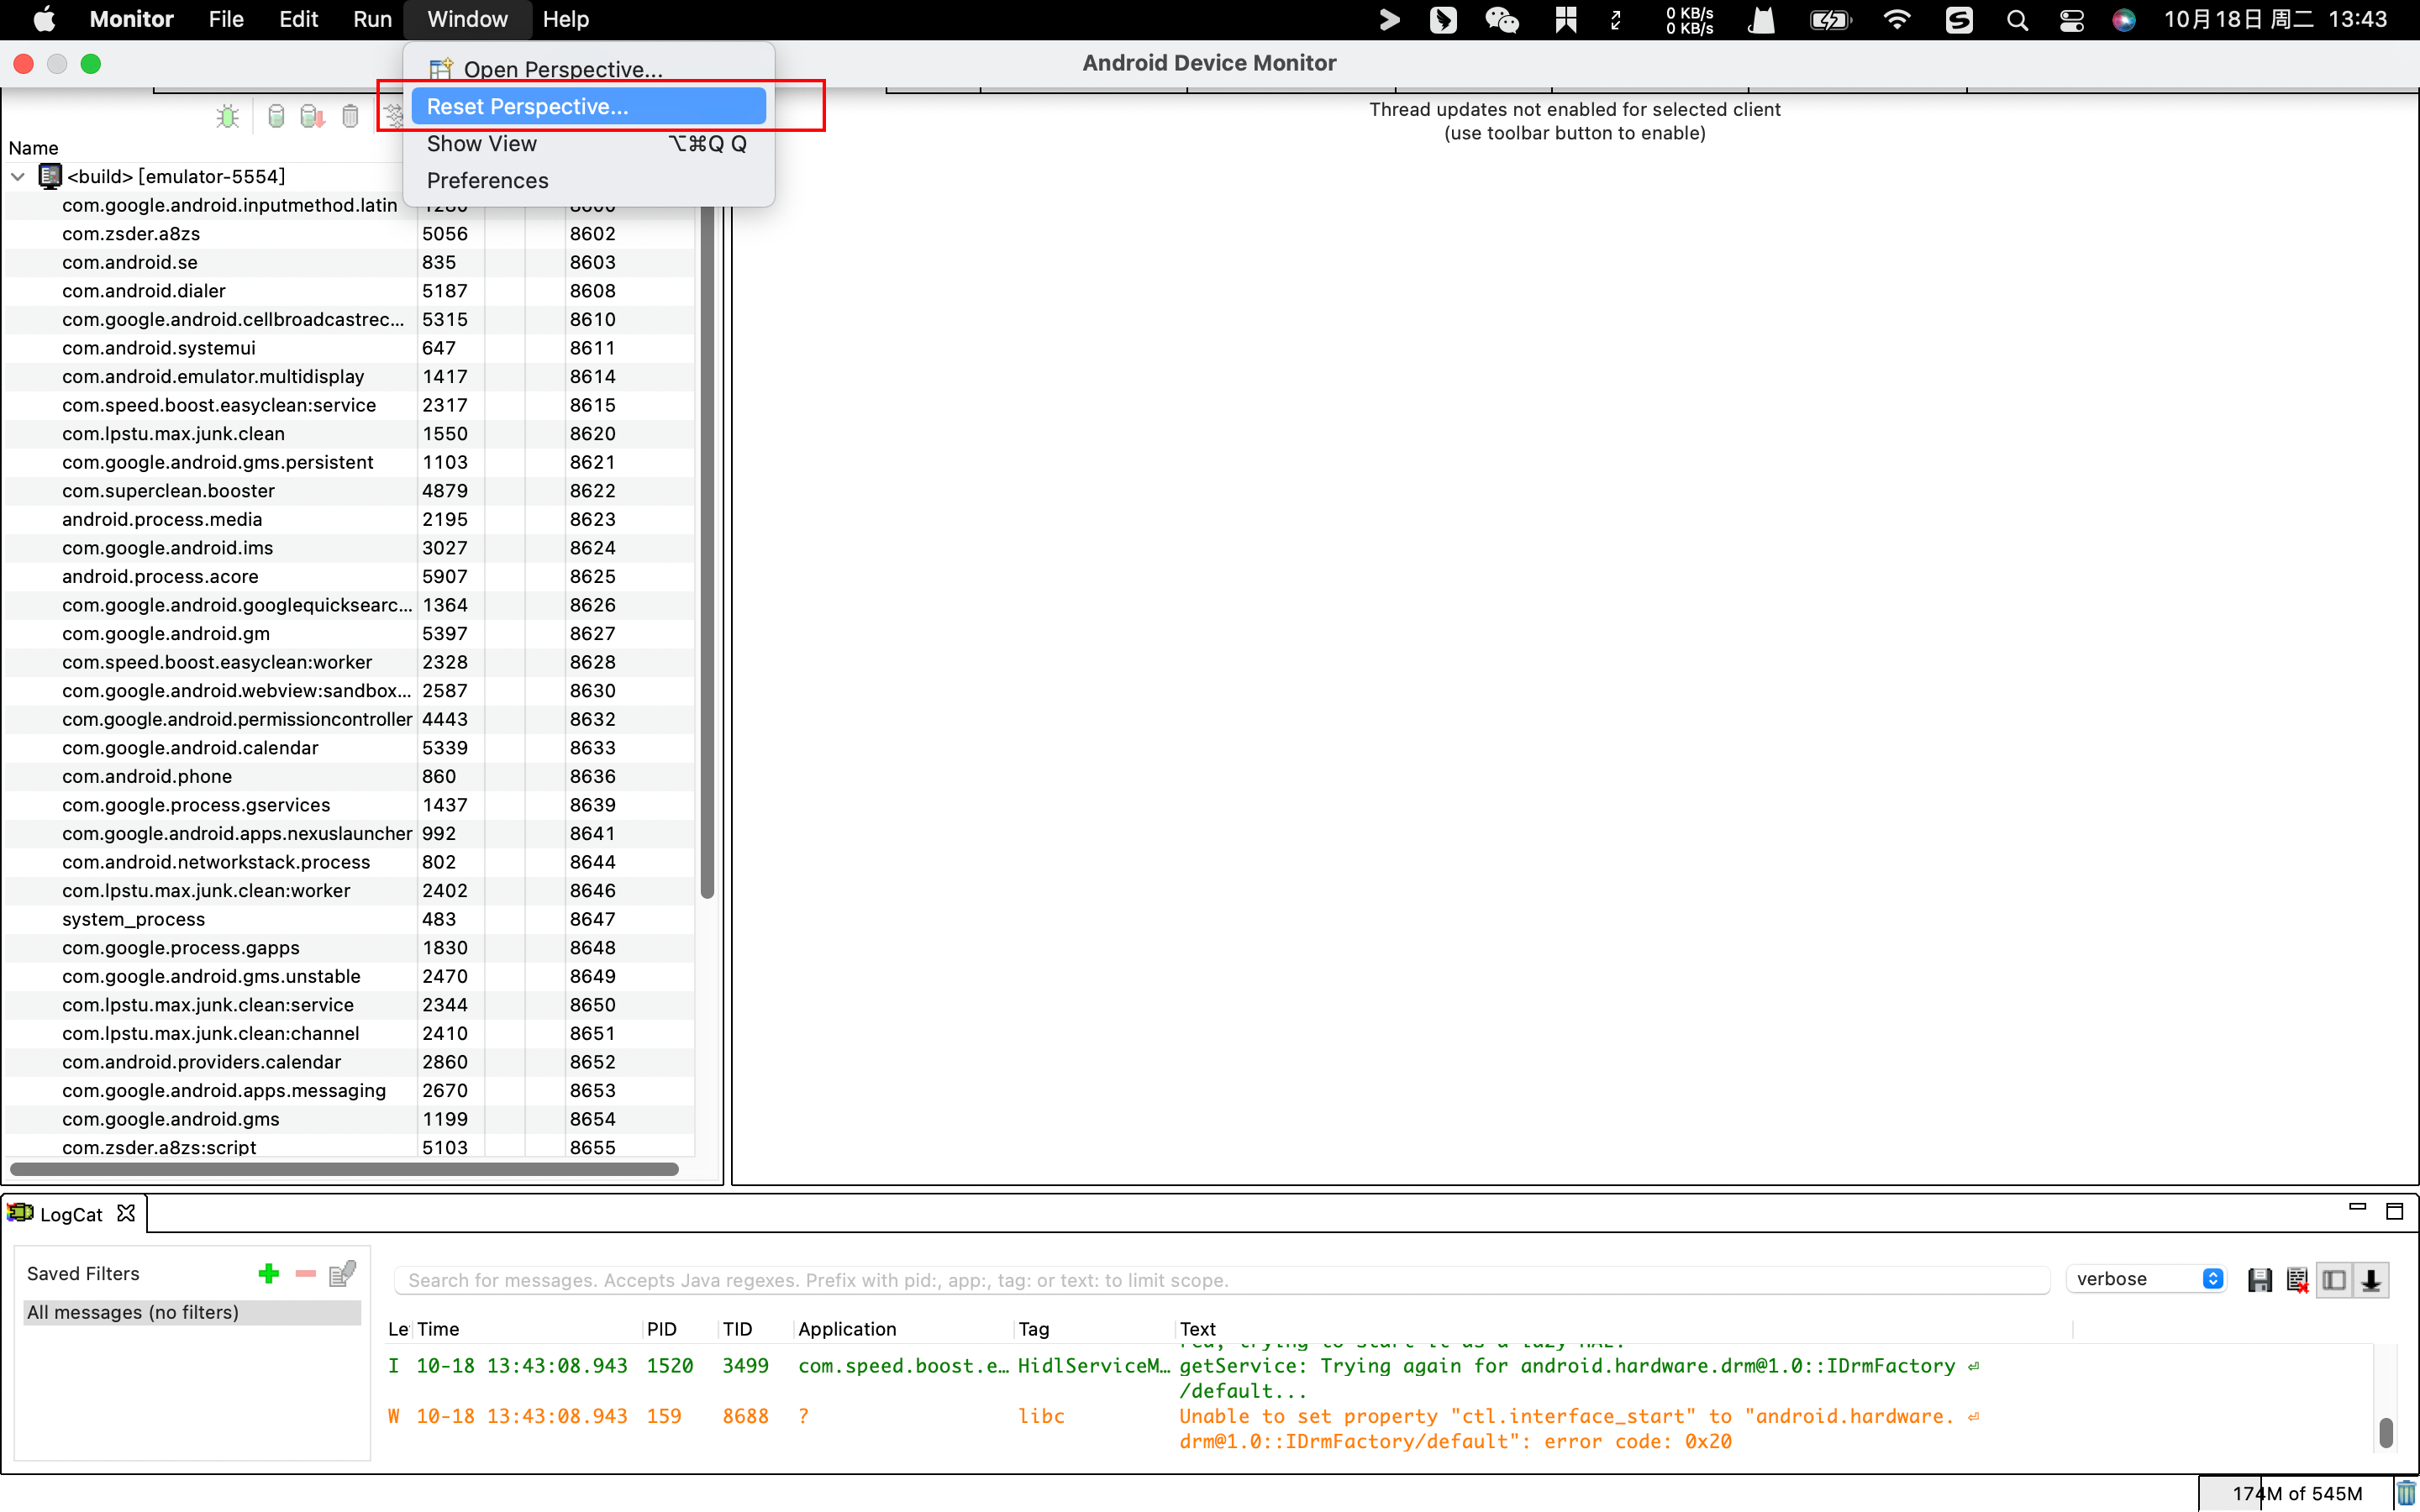 Monitor File Edit Run Window Help 0 KB/s 10月18日 周二 13:43
0 KB/s
Android Device Monitor
Open Perspective...
Reset Perspective...
Show View ⌥⌘Q Q
Preferences
Thread updates not enabled for selected client
(use toolbar button to enable)
Name
<build> [emulator-5554]
com.google.android.inputmethod.latin
com.zsder.a8zs 5056 8602
com.android.se 835 8603
com.android.dialer 5187 8608
com.google.android.cellbroadcastrec... 5315 8610
com.android.systemui 647 8611
com.android.emulator.multidisplay 1417 8614
com.speed.boost.easyclean:service 2317 8615
com.lpstu.max.junk.clean 1550 8620
com.google.android.gms.persistent 1103 8621
com.superclean.booster 4879 8622
android.process.media 2195 8623
com.google.android.ims 3027 8624
android.process.acore 5907 8625
com.google.android.googlequicksearc... 1364 8626
com.google.android.gm 5397 8627
com.speed.boost.easyclean:worker 2328 8628
com.google.android.webview:sandbox... 2587 8630
com.google.android.permissioncontroller 4443 8632
com.google.android.calendar 5339 8633
com.android.phone 860 8636
com.google.process.gservices 1437 8639
com.google.android.apps.nexuslauncher 992 8641
com.android.networkstack.process 802 8644
com.lpstu.max.junk.clean:worker 2402 8646
system_process 483 8647
com.google.process.gapps 1830 8648
com.google.android.gms.unstable 2470 8649
com.lpstu.max.junk.clean:service 2344 8650
com.lpstu.max.junk.clean:channel 2410 8651
com.android.providers.calendar 2860 8652
com.google.android.apps.messaging 2670 8653
com.google.android.gms 1199 8654
com.zsder.a8zs:script 5103 8655
LogCat
Saved Filters
All messages (no filters)
Search for messages. Accepts Java regexes. Prefix with pid:, app:, tag: or text: to limit scope.
verbose
Le Time PID TID Application Tag Text
I 10-18 13:43:08.943 1520 3499 com.speed.boost.e... HidlServiceM... getService: Trying again for android.hardware.drm@1.0::IDrmFactory
/default...
W 10-18 13:43:08.943 159 8688 ? libc Unable to set property "ctl.interface_start" to "android.hardware.
drm@1.0::IDrmFactory/default": error code: 0x20
174M of 545M